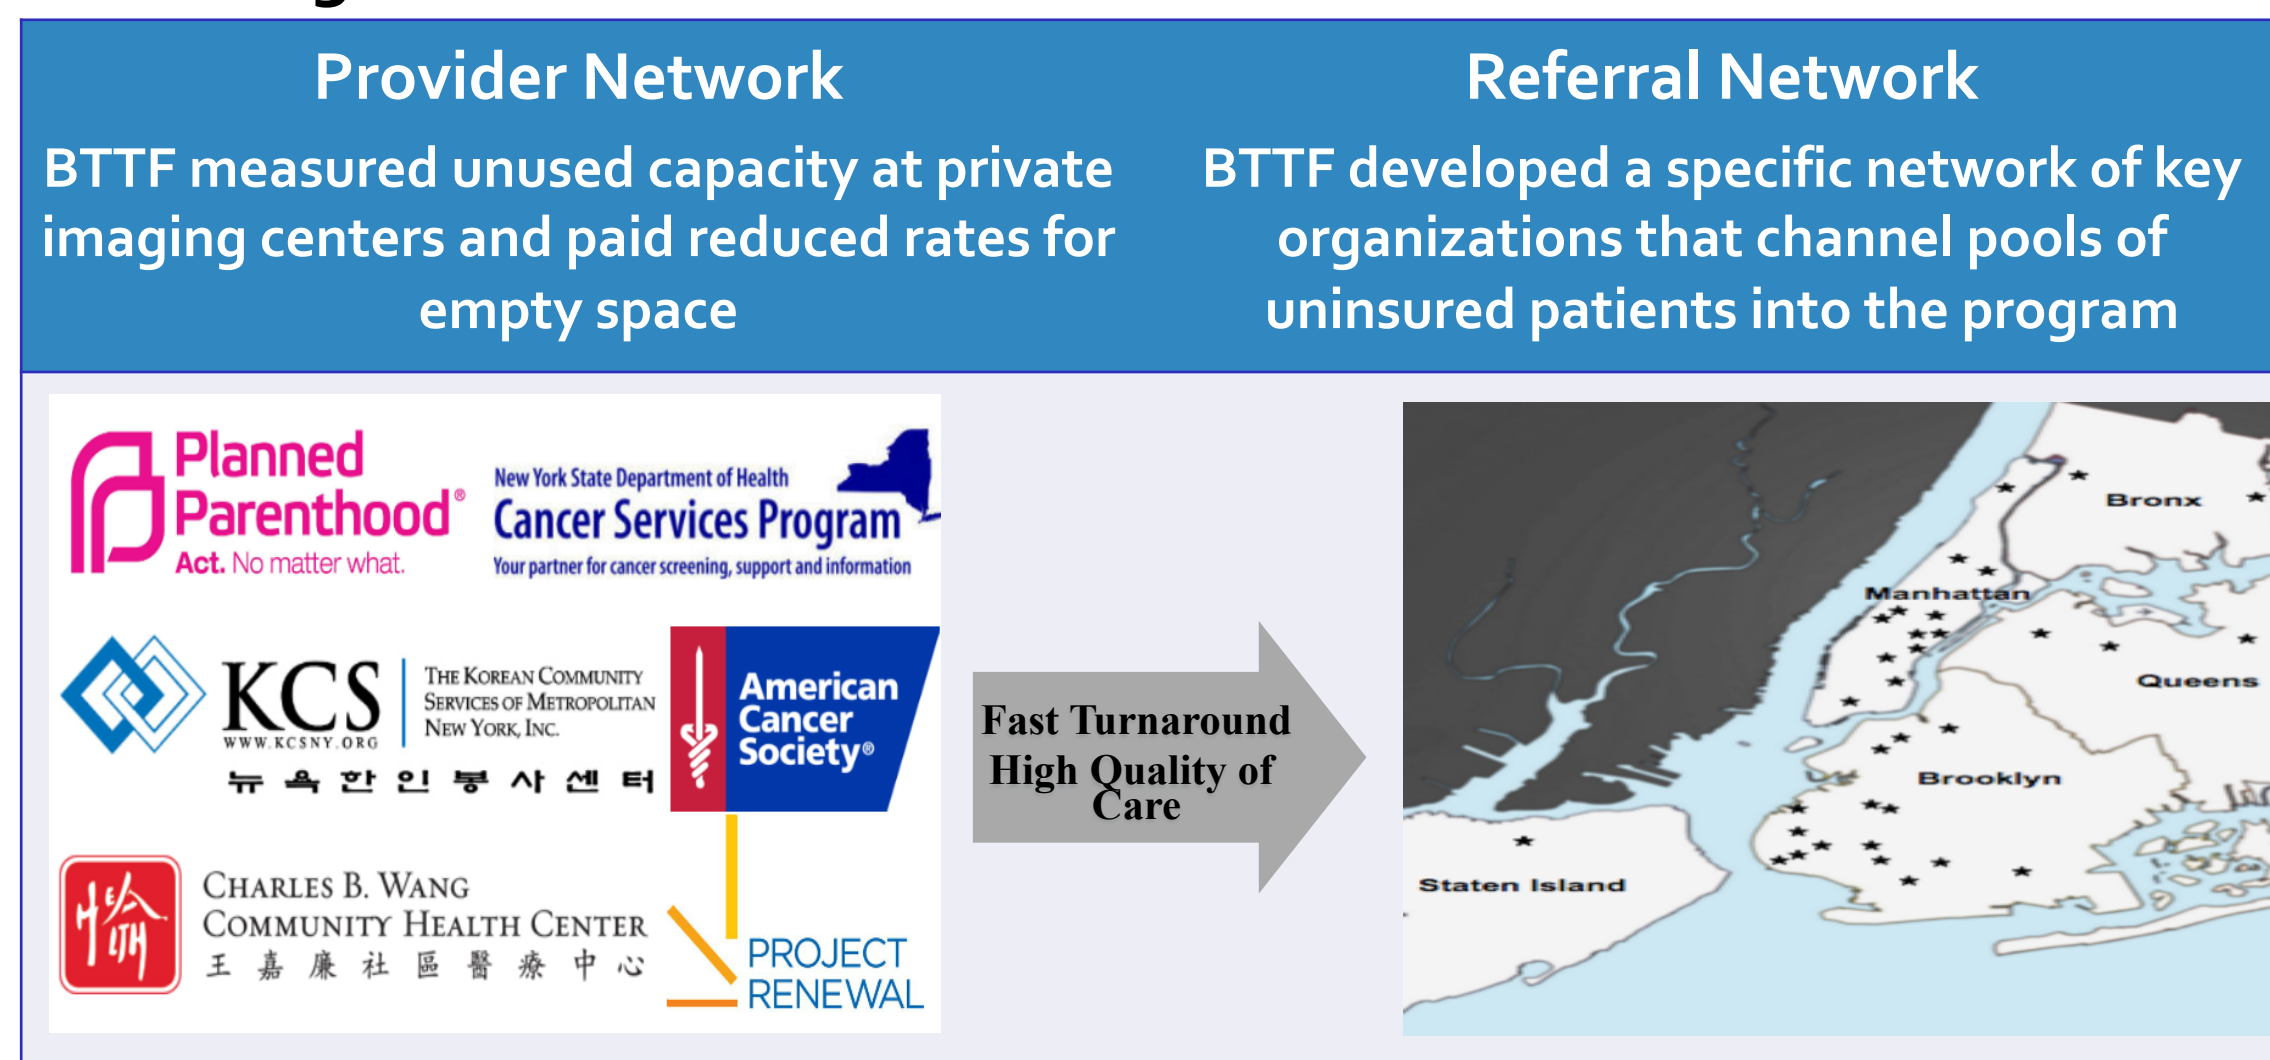 Provider Network
BTTF measured unused capacity at private
imaging centers and paid reduced rates for
empty space
Referral Network
BTTF developed a specific network of key
organizations that channel pools of
uninsured patients into the program
Planned
Parenthood®
Act. No matter what.
New York State Department of Health
Cancer Services Program
Your partner for cancer screening, support and information
KCS
WWW.KCSNY.ORG
THE KOREAN COMMUNITY
SERVICES OF METROPOLITAN
NEW YORK, INC.
뉴욕한인봉사센터
American
Cancer
Society®
CHARLES B. WANG
COMMUNITY HEALTH CENTER
王嘉廉社區醫療中心
PROJECT
RENEWAL
Fast Turnaround
High Quality of
Care
Bronx
Manhattan
Queens
Brooklyn
Staten Island